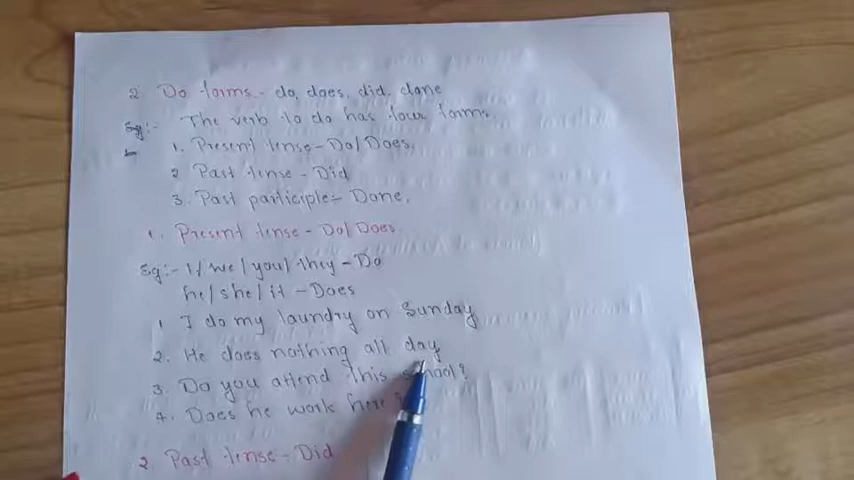 2 Do forms - do, does, did, done
Eg:- The verb to do has four forms.
1. Present tense - Do/Does.
2 Past tense - Did
3. Past participle - Done.
1. Present tense - Do/Does
Eg:- I/we/you/they - Do
he/she/it - Does
1 I do my laundry on Sunday
2. He does nothing all day
3. Do you attend this school?
4. Does he work here ?
2. Past tense - Did